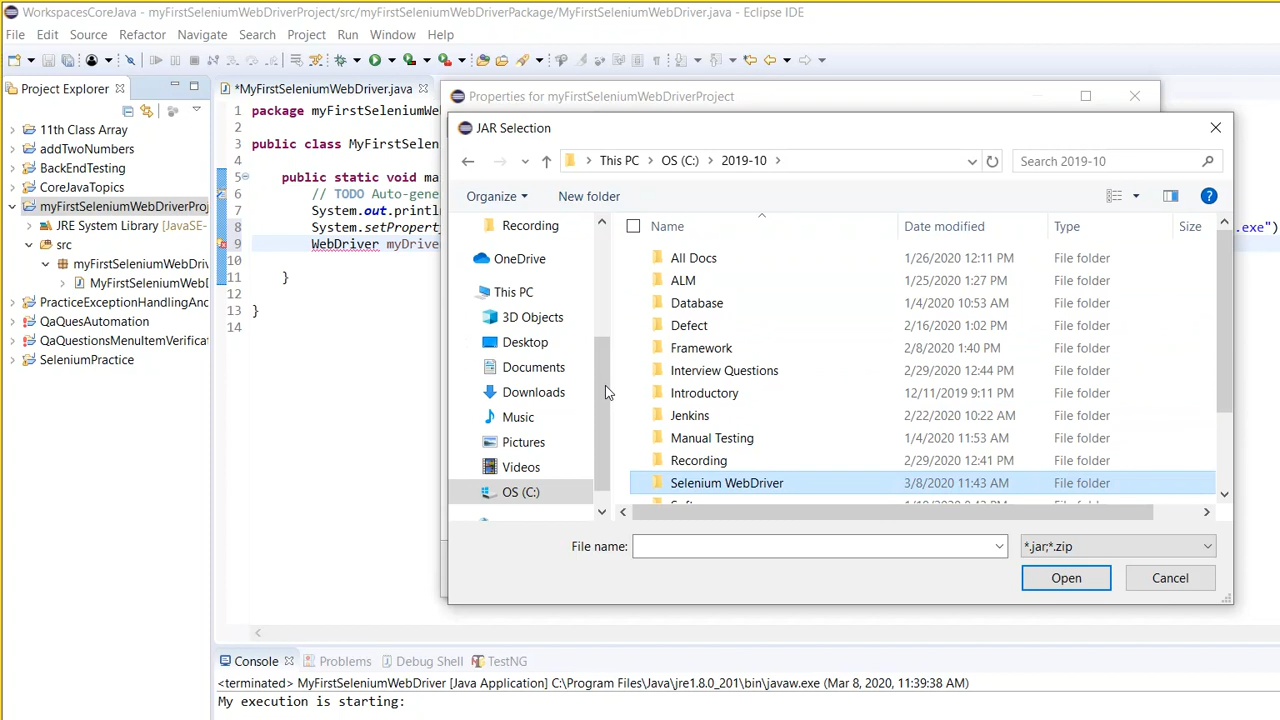 WorkspacesCoreJava - myFirstSeleniumWebDriverProject/src/myFirstSeleniumWebDriverPackage/MyFirstSeleniumWebDriver.java - Eclipse IDE
File Edit Source Refactor Navigate Search Project Run Window Help
Project Explorer
11th Class Array
addTwoNumbers
BackEndTesting
CoreJavaTopics
myFirstSeleniumWebDriverProj
JRE System Library [JavaSE-
src
myFirstSeleniumWebDriv
MyFirstSeleniumWebD
PracticeExceptionHandlingAnd
QaQuesAutomation
QaQuestionsMenuItemVerifica
SeleniumPractice
*MyFirstSeleniumWebDriver.java
1 package myFirstSeleniumWe
2
3 public class MyFirstSelen
4
5 public static void ma
6 // TODO Auto-gene
7 System.out.println
8 System.setProperty .exe")
9 WebDriver myDrive
10
11 }
12
13 }
14
Properties for myFirstSeleniumWebDriverProject
JAR Selection
This PC > OS (C:) > 2019-10 >
Search 2019-10
Organize New folder
Recording
OneDrive
This PC
3D Objects
Desktop
Documents
Downloads
Music
Pictures
Videos
OS (C:)
Name Date modified Type Size
All Docs 1/26/2020 12:11 PM File folder
ALM 1/25/2020 1:27 PM File folder
Database 1/4/2020 10:53 AM File folder
Defect 2/16/2020 1:02 PM File folder
Framework 2/8/2020 1:40 PM File folder
Interview Questions 2/29/2020 12:44 PM File folder
Introductory 12/11/2019 9:11 PM File folder
Jenkins 2/22/2020 10:22 AM File folder
Manual Testing 1/4/2020 11:53 AM File folder
Recording 2/29/2020 12:41 PM File folder
Selenium WebDriver 3/8/2020 11:43 AM File folder
File name:
*.jar;*.zip
Open Cancel
Console Problems Debug Shell TestNG
<terminated> MyFirstSeleniumWebDriver [Java Application] C:\Program Files\Java\jre1.8.0_201\bin\javaw.exe (Mar 8, 2020, 11:39:38 AM)
My execution is starting: